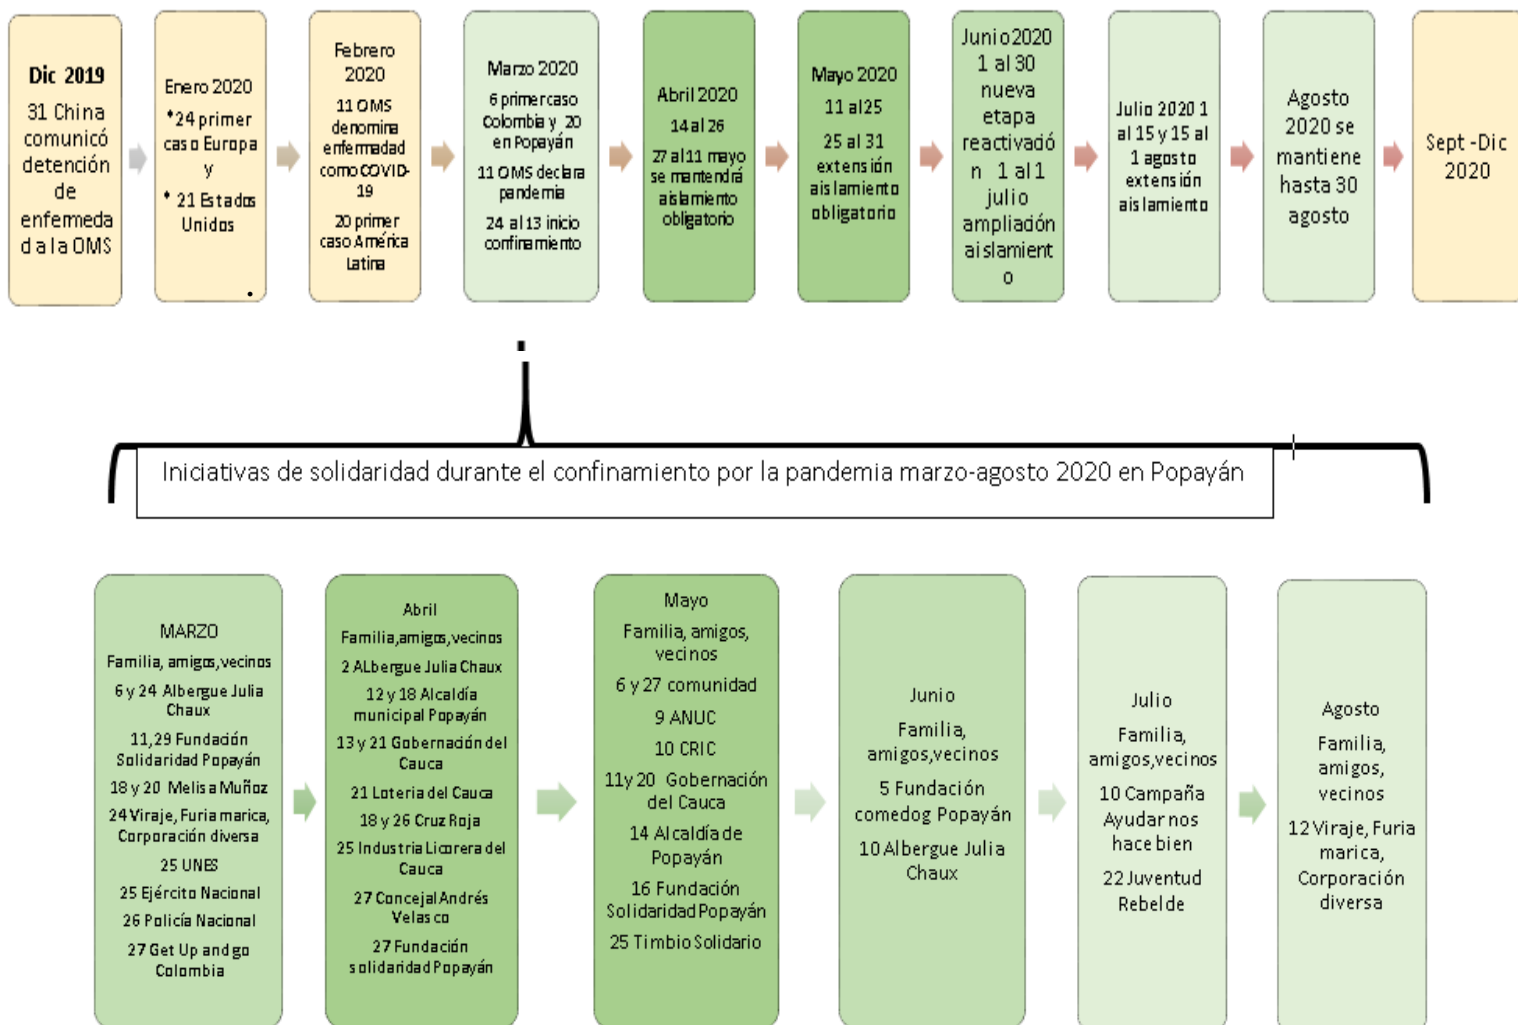 Dic 2019
31 China
comunicó
detención
de
enfermeda
d a la OMS
Enero 2020
*24 primer
caso Europa
y
* 21 Estados
Unidos
.
Febrero
2020
11 OMS
denomina
enfermadad
como COVID-
19
20 primer
caso América
Latina
Marzo 2020
6 primer caso
Colombia y 20
en Popayán
11 OMS declara
pandemia
24 al 13 inicio
confinamiento
Abril 2020
14 al 26
27 al 11 mayo
se mantendrá
aislamiento
obligatorio
Mayo 2020
11 al 25
25 al 31
extensión
aislamiento
obligatorio
Junio 2020
1 al 30
nueva
etapa
reactivació
n 1 al 1
julio
ampliación
aislamient
o
Julio 2020 1
al 15 y 15 al
1 agosto
extensión
aislamiento
Agosto
2020 se
mantiene
hasta 30
agosto
Sept -Dic
2020
Iniciativas de solidaridad durante el confinamiento por la pandemia marzo-agosto 2020 en Popayán
MARZO
Familia, amigos, vecinos
6 y 24 Albergue Julia
Chaux
11,29 Fundación
Solidaridad Popayán
18 y 20 Melisa Muñoz
24 Viraje, Furia marica,
Corporación diversa
25 UNES
25 Ejército Nacional
26 Policía Nacional
27 Get Up and go
Colombia
Abril
Familia,amigos,vecinos
2 ALbergue Julia Chaux
12 y 18 Alcaldía
municipal Popayán
13 y 21 Gobernación del
Cauca
21 Loteria del Cauca
18 y 26 Cruz Roja
25 Industria Licorera del
Cauca
27 Concejal Andrés
Velasco
27 Fundación
solidaridad Popayán
Mayo
Familia, amigos,
vecinos
6 y 27 comunidad
9 ANUC
10 CRIC
11y 20 Gobernación
del Cauca
14 Alcaldía de
Popayán
16 Fundación
Solidaridad Popayán
25 Timbio Solidario
Junio
Familia,
amigos,vecinos
5 Fundación
comedog Popayán
10 Albergue Julia
Chaux
Julio
Familia,
amigos,vecinos
10 Campaña
Ayudar nos
hace bien
22 Juventud
Rebelde
Agosto
Familia,
amigos,
vecinos
12 Viraje, Furia
marica,
Corporación
diversa